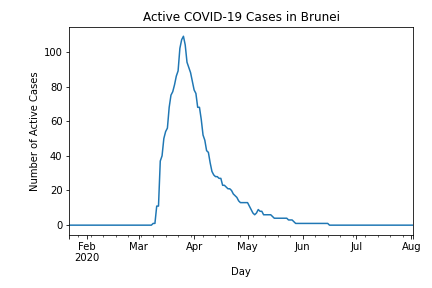 Active COVID-19 Cases in Brunei
Number of Active Cases
100
80
60
40
20
0
Feb Mar Apr May Jun Jul Aug
2020
Day